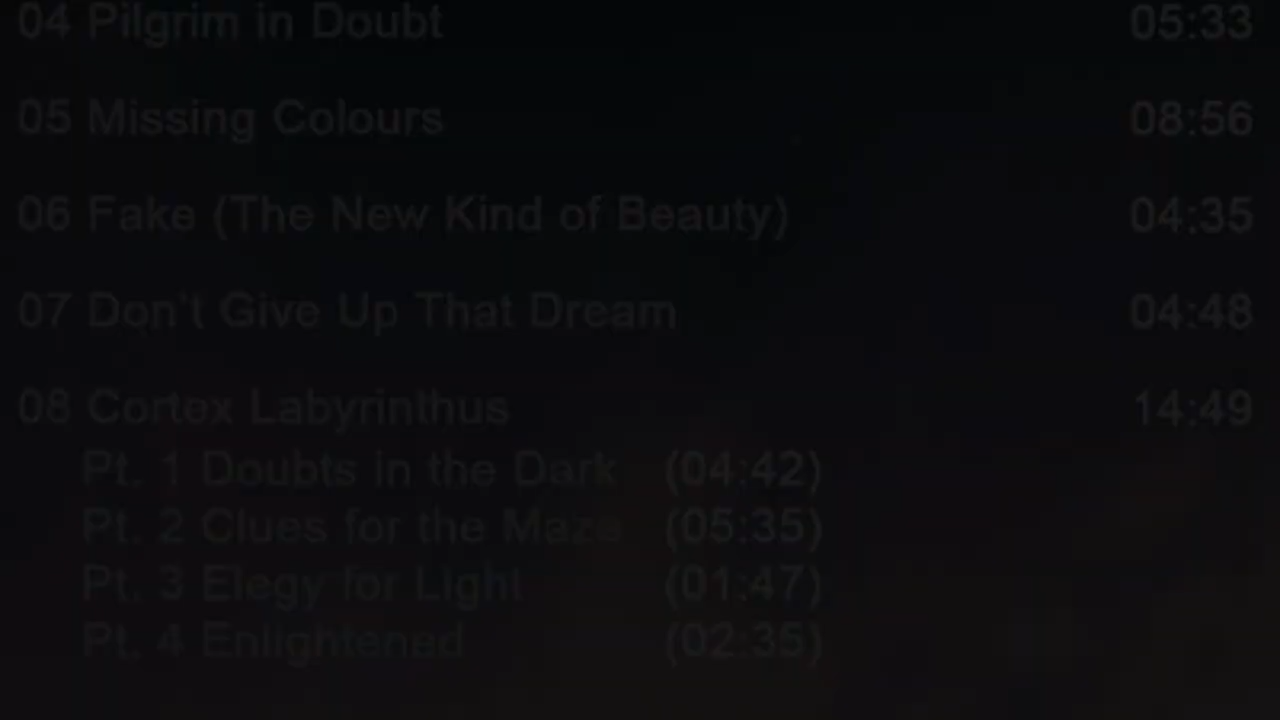 04 Pilgrim in Doubt 05:33
05 Missing Colours 08:56
06 Fake (The New Kind of Beauty) 04:35
07 Don't Give Up That Dream 04:48
08 Cortex Labyrinthus 14:49
Pt. 1 Doubts in the Dark (04:42)
Pt. 2 Clues for the Maze (05:35)
Pt. 3 Elegy for Light (01:47)
Pt. 4 Enlightened (02:35)